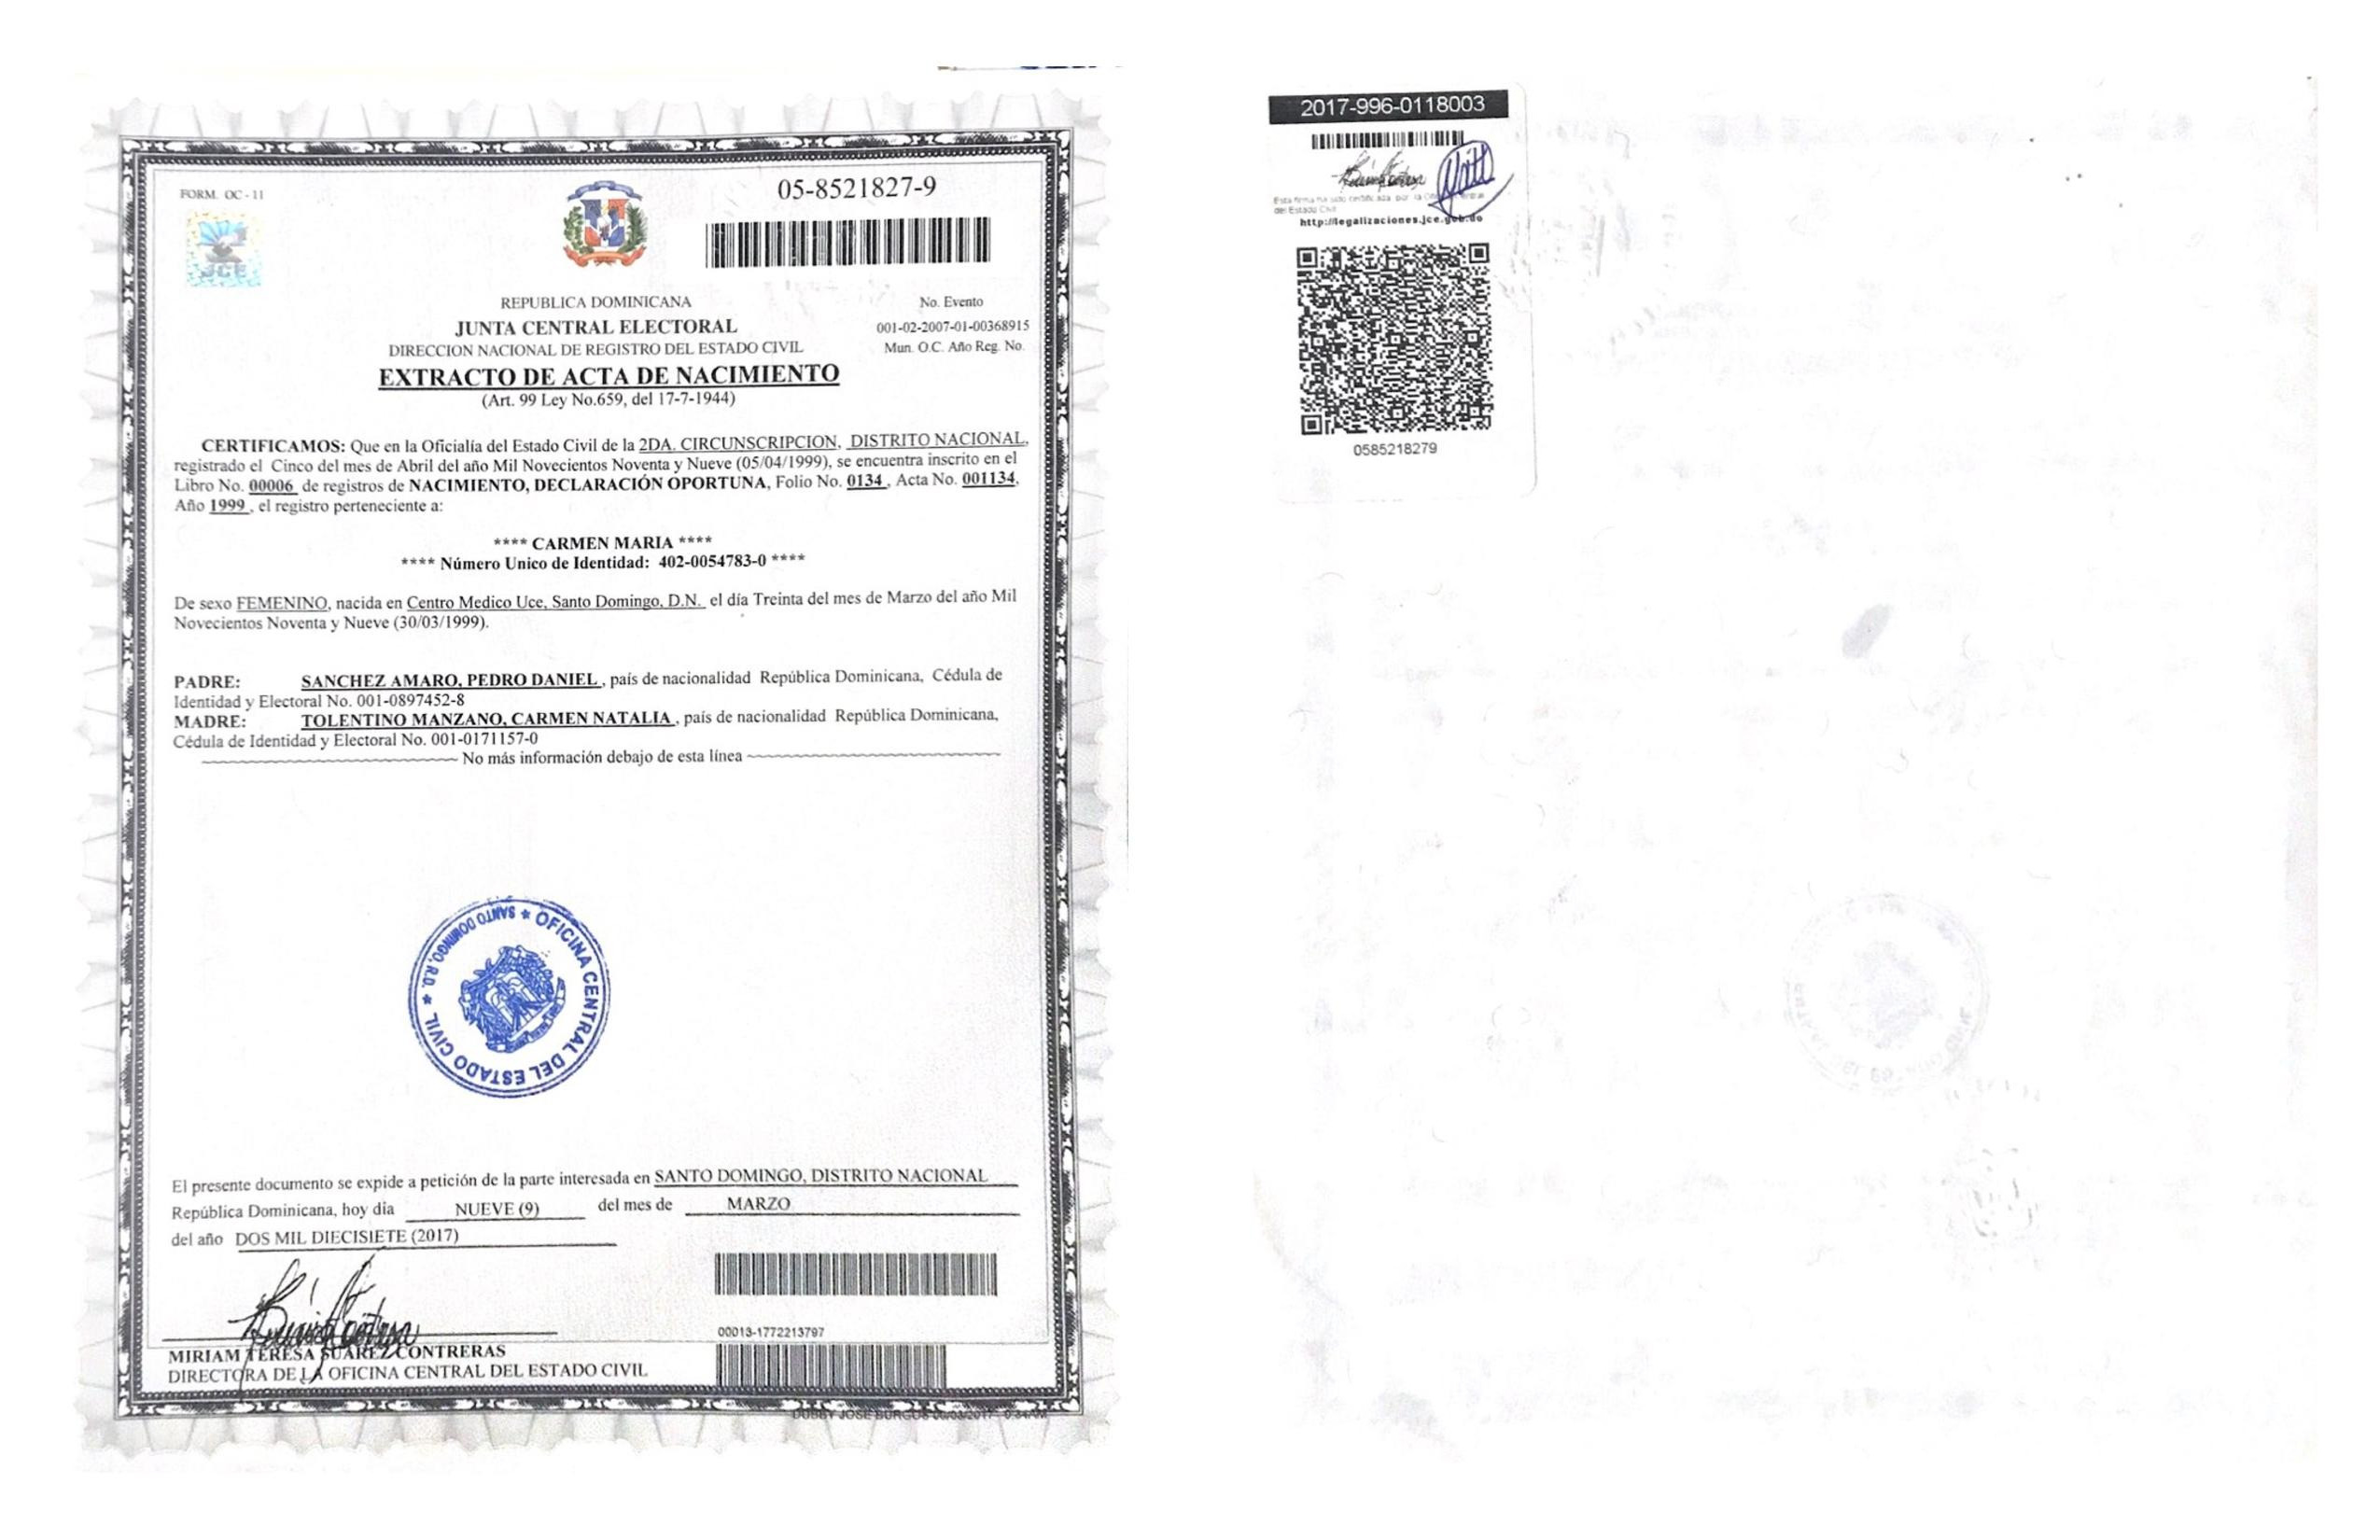 FORM. OC - 11
05-8521827-9
JCE
REPUBLICA DOMINICANA
No. Evento
JUNTA CENTRAL ELECTORAL
001-02-2007-01-00368915
DIRECCION NACIONAL DE REGISTRO DEL ESTADO CIVIL
Mun. O.C. Año Reg. No.
EXTRACTO DE ACTA DE NACIMIENTO
(Art. 99 Ley No.659, del 17-7-1944)
CERTIFICAMOS: Que en la Oficialía del Estado Civil de la 2DA. CIRCUNSCRIPCION, DISTRITO NACIONAL,
registrado el Cinco del mes de Abril del año Mil Novecientos Noventa y Nueve (05/04/1999), se encuentra inscrito en el
Libro No. 00006 de registros de NACIMIENTO, DECLARACIÓN OPORTUNA, Folio No. 0134, Acta No. 001134,
Año 1999, el registro perteneciente a:
**** CARMEN MARIA ****
**** Número Unico de Identidad: 402-0054783-0 ****
De sexo FEMENINO, nacida en Centro Medico Uce, Santo Domingo, D.N. el día Treinta del mes de Marzo del año Mil
Novecientos Noventa y Nueve (30/03/1999).
PADRE: SANCHEZ AMARO, PEDRO DANIEL, país de nacionalidad República Dominicana, Cédula de
Identidad y Electoral No. 001-0897452-8
MADRE: TOLENTINO MANZANO, CARMEN NATALIA, país de nacionalidad República Dominicana,
Cédula de Identidad y Electoral No. 001-0171157-0
No más información debajo de esta línea
OFICINA CENTRAL DEL ESTADO CIVIL * SANTO DOMINGO, R.D. *
El presente documento se expide a petición de la parte interesada en SANTO DOMINGO, DISTRITO NACIONAL
República Dominicana, hoy día NUEVE (9) del mes de MARZO
del año DOS MIL DIECISIETE (2017)
00013-1772213797
MIRIAM TERESA SUAREZ CONTRERAS
DIRECTORA DE LA OFICINA CENTRAL DEL ESTADO CIVIL
2017-996-0118003
Esta firma ha sido certificada por la
del Estado Civil
http://legalizaciones.jce.gob.do
0585218279